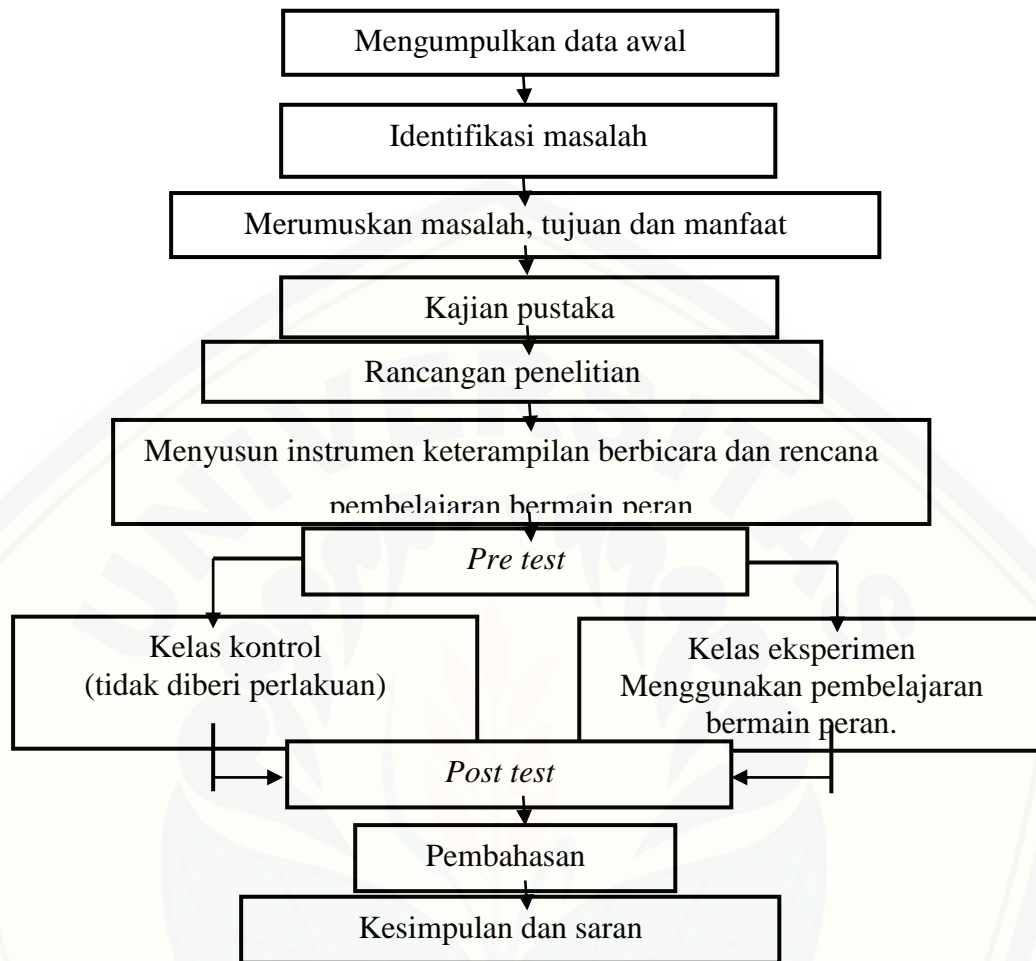 Mengumpulkan data awal
Identifikasi masalah
Merumuskan masalah, tujuan dan manfaat
Kajian pustaka
Rancangan penelitian
Menyusun instrumen keterampilan berbicara dan rencana
pembelajaran bermain peran
Pre test
Kelas kontrol
(tidak diberi perlakuan)
Kelas eksperimen
Menggunakan pembelajaran
bermain peran.
Post test
Pembahasan
Kesimpulan dan saran
UNIVERSITAS